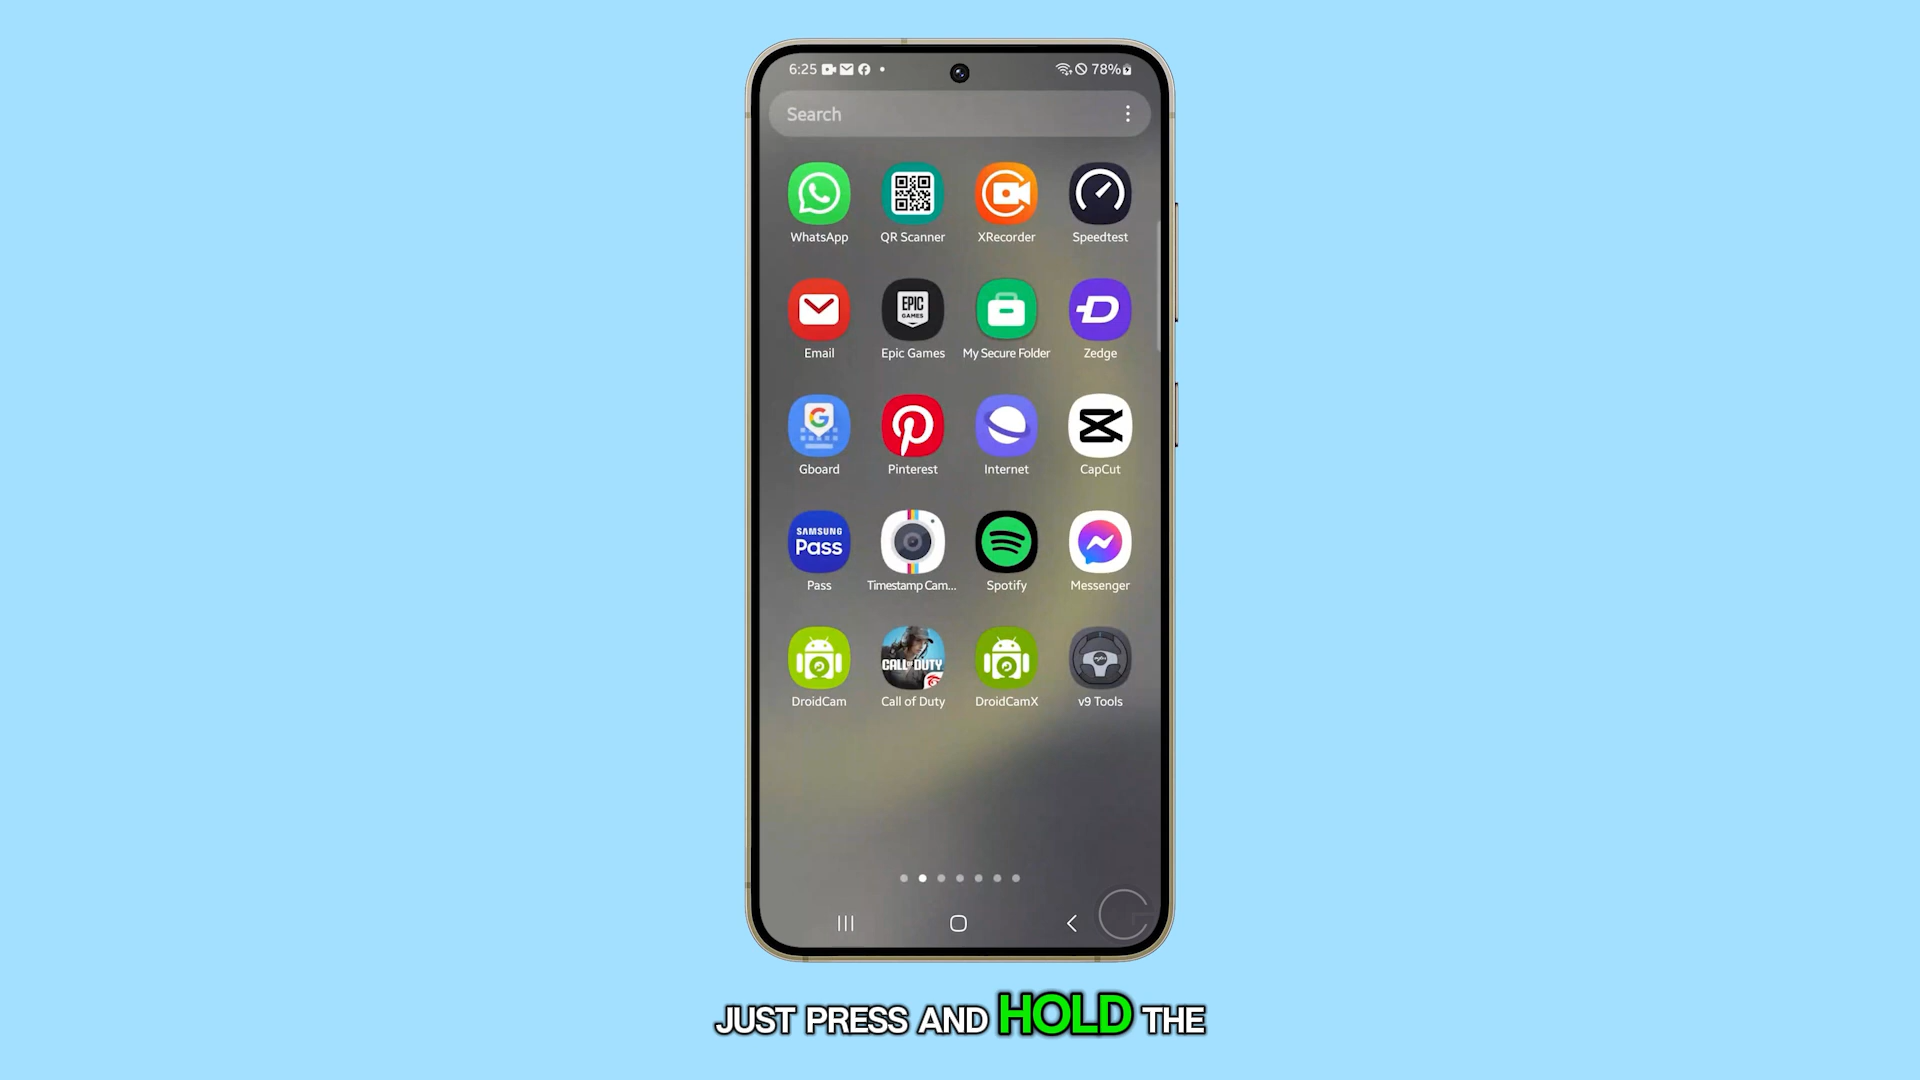 6:25 78%
Search
WhatsApp QR Scanner XRecorder Speedtest
EPIC
GAMES
Email Epic Games My Secure Folder Zedge
Gboard Pinterest Internet CapCut
SAMSUNG
Pass
Pass Timestamp Cam... Spotify Messenger
CALL OF DUTY
DroidCam Call of Duty DroidCamX v9 Tools
JUST PRESS AND HOLD THE